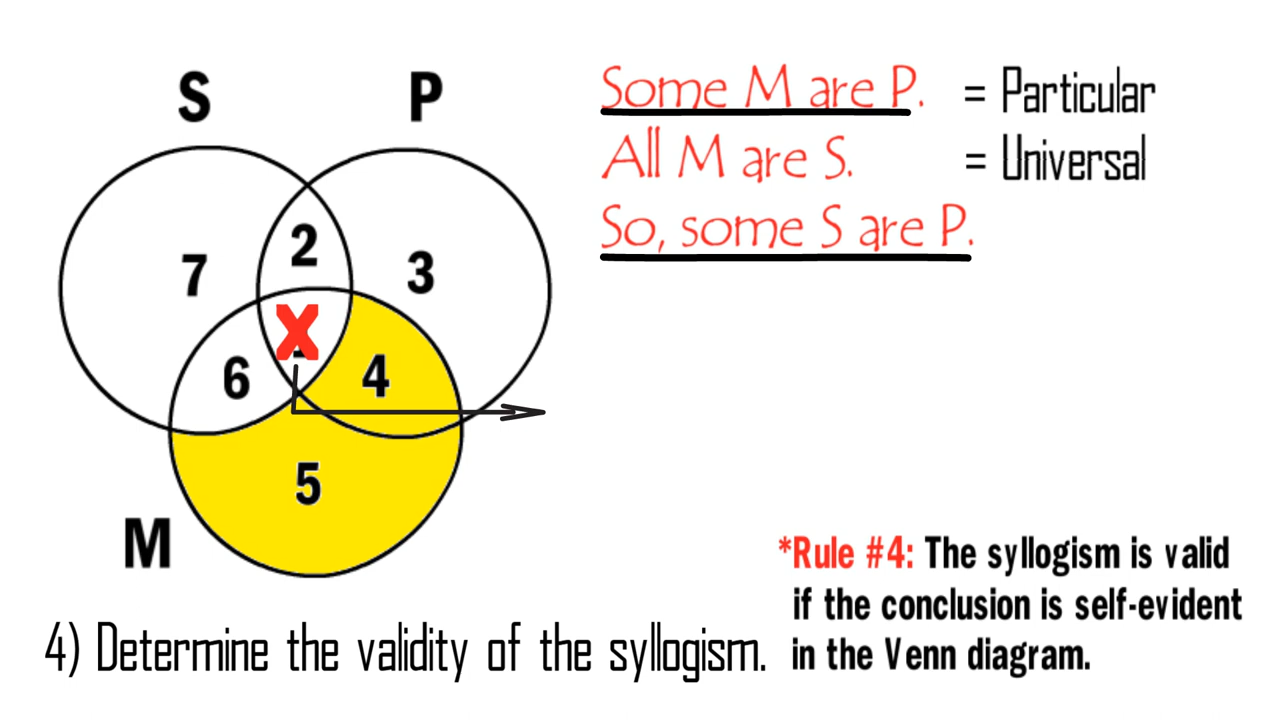 S P
Some M are P. = Particular
All M are S. = Universal
So, some S are P.
2
7 3
X
6 4
5
M
*Rule #4: The syllogism is valid
if the conclusion is self-evident
in the Venn diagram.
4) Determine the validity of the syllogism.